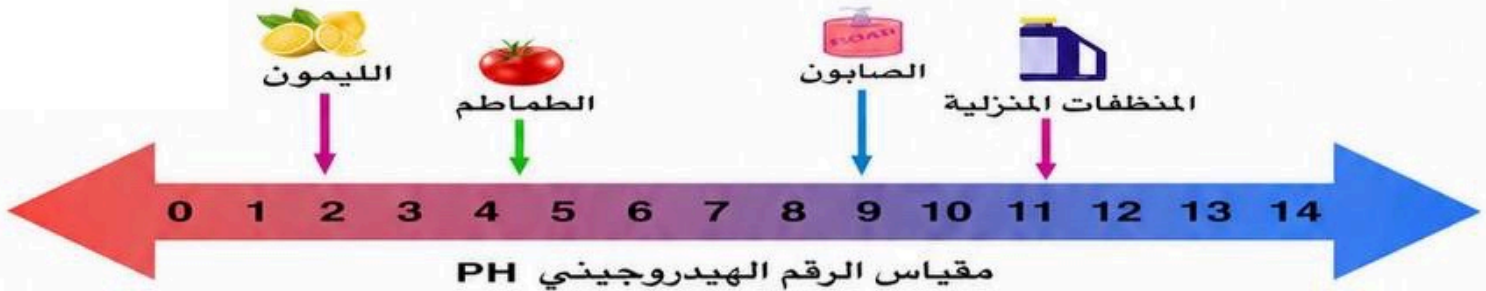 الليمون
الطماطم
الصابون
المنظفات المنزلية
ROAD
0 1 2 3 4 5 6 7 8 9 10 11 12 13 14
مقياس الرقم الهيدروجيني PH